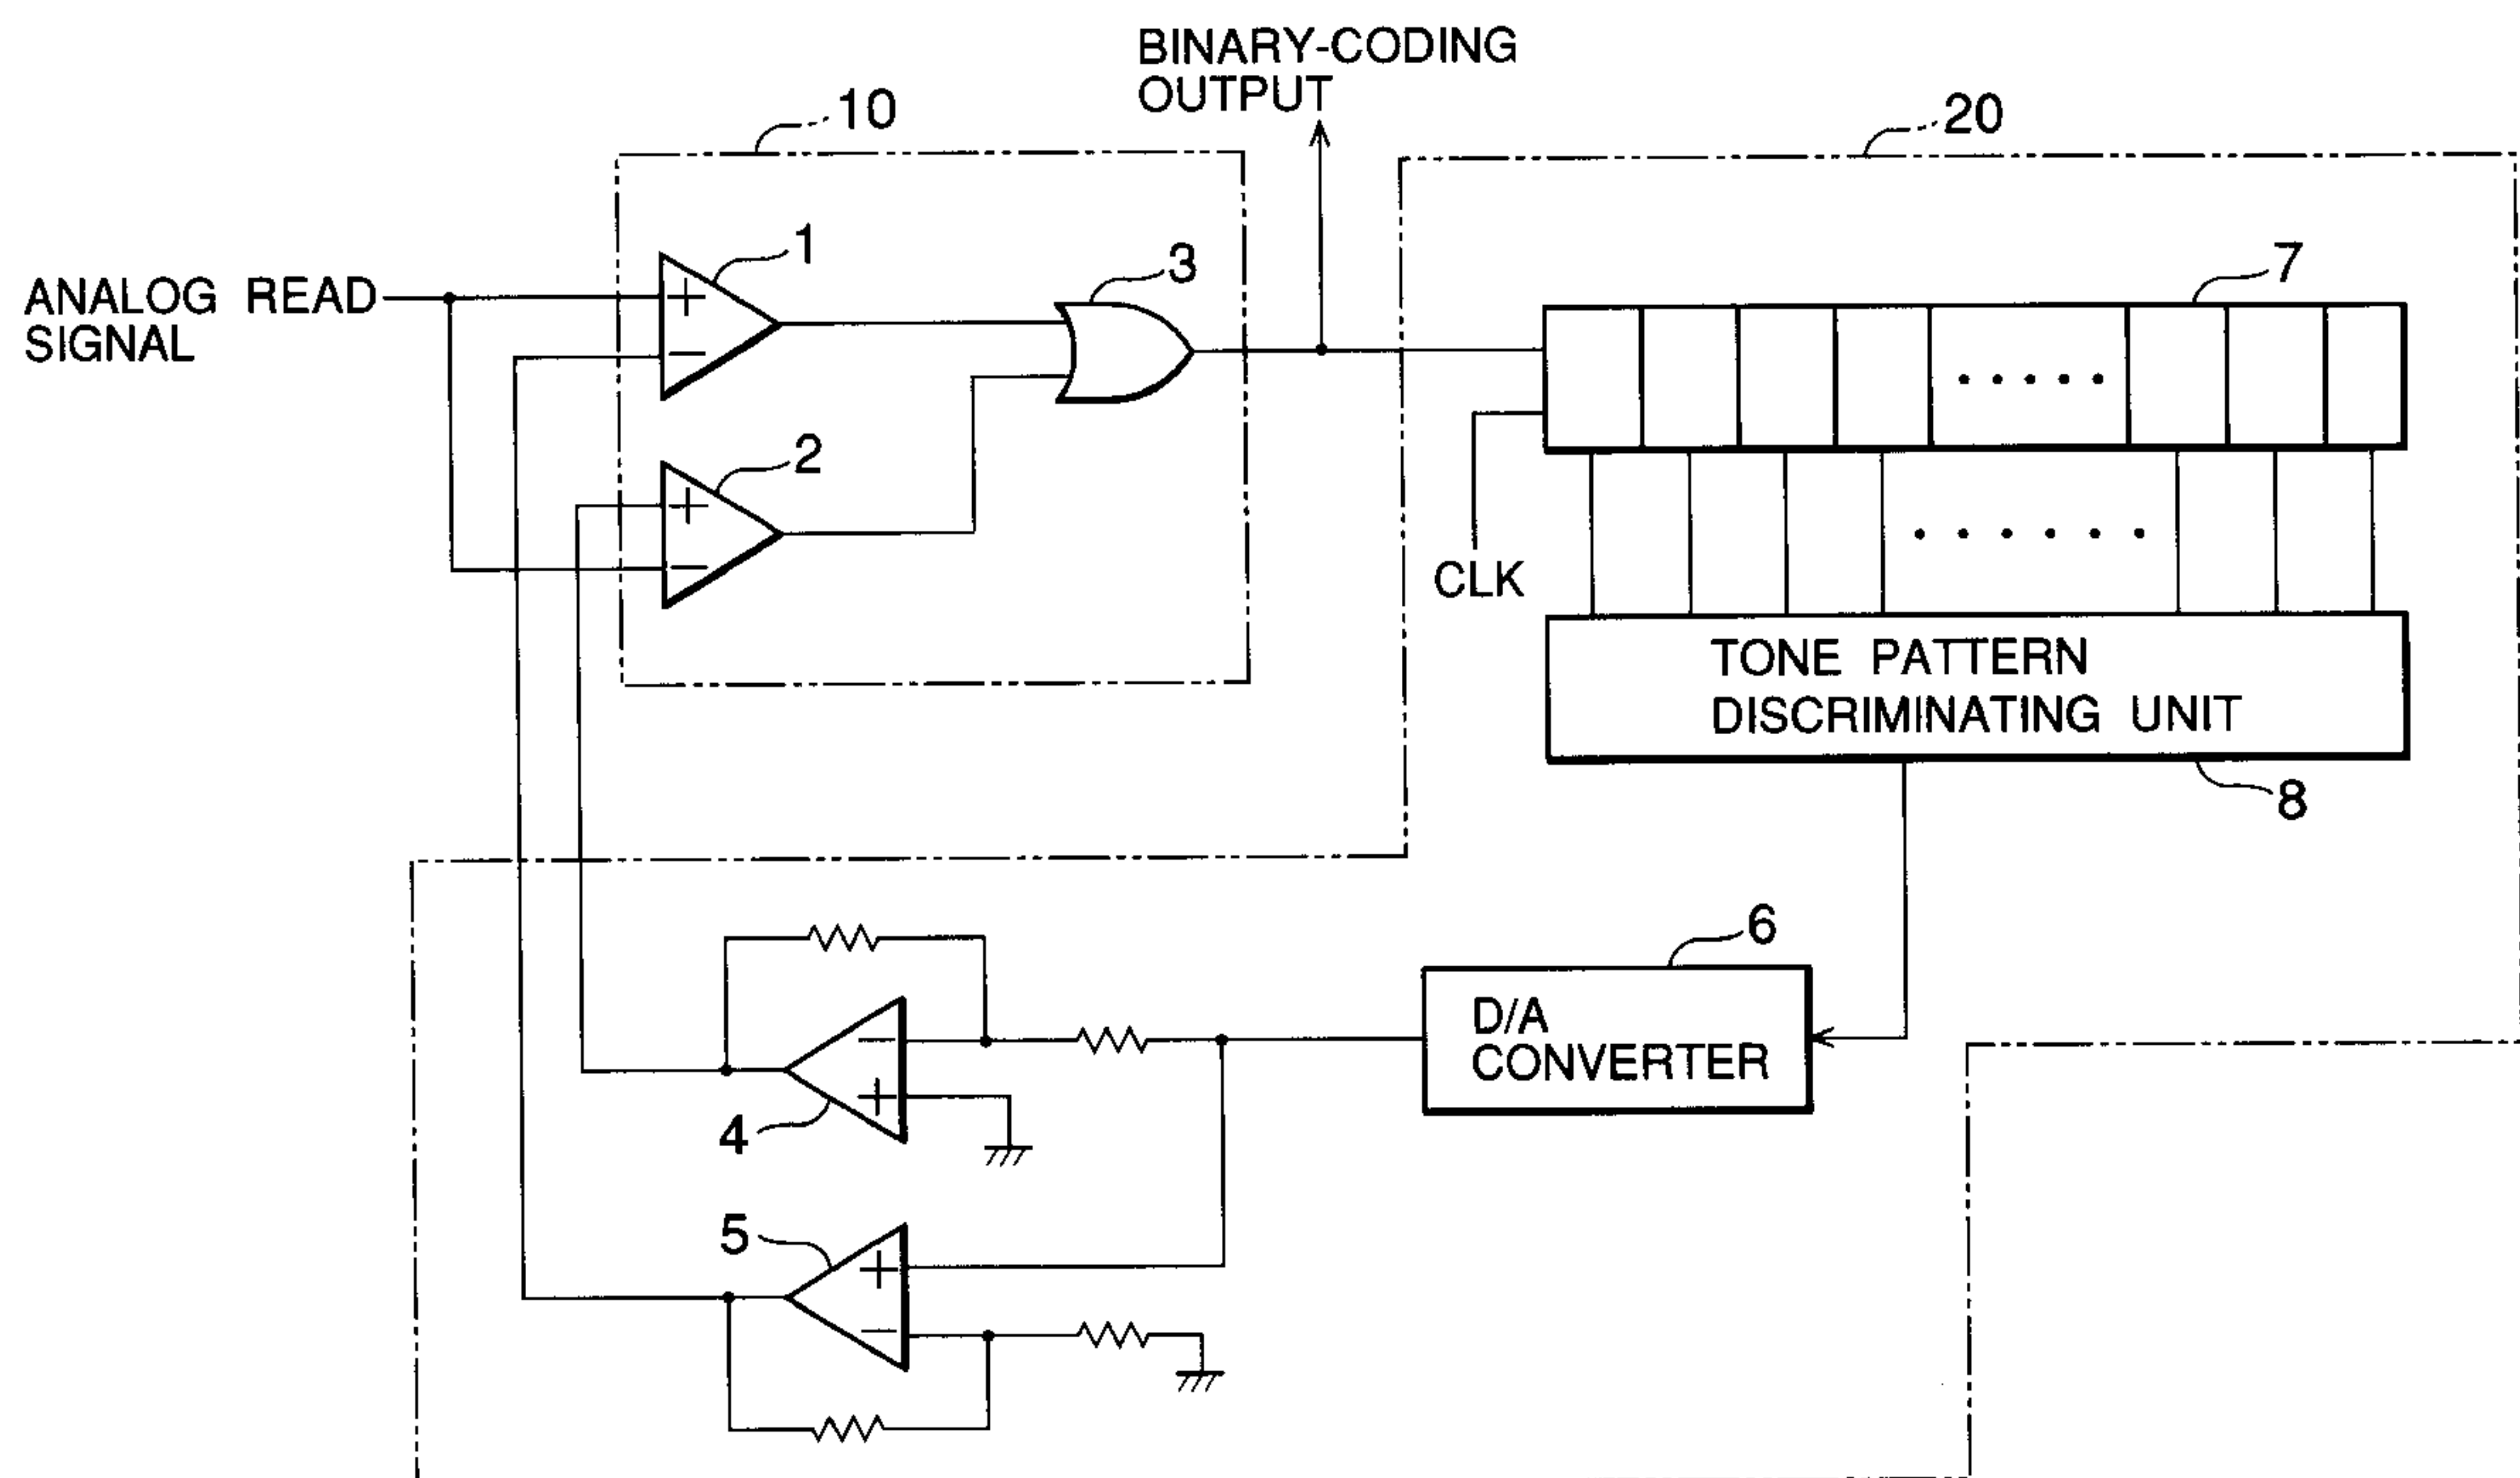 BINARY-CODING
OUTPUT
10
20
1
3
7
ANALOG READ
SIGNAL
+
−
2
+
−
CLK
TONE PATTERN
DISCRIMINATING UNIT
8
6
D/A
CONVERTER
−
+
4
5
+
−